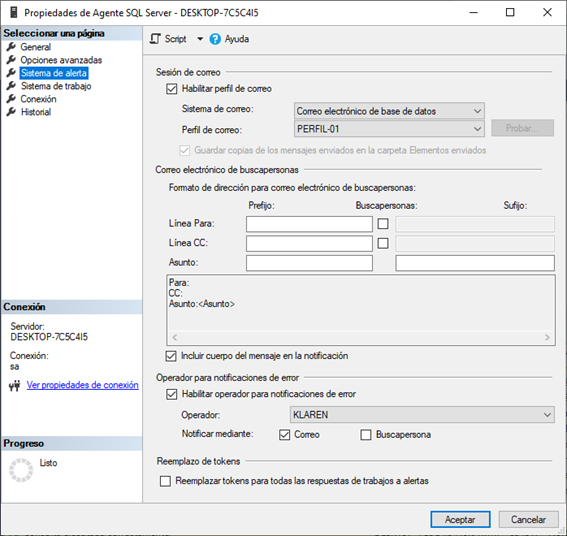 Propiedades de Agente SQL Server - DESKTOP-7C5C4I5
Seleccionar una página
General
Opciones avanzadas
Sistema de alerta
Sistema de trabajo
Conexión
Historial
Script
Ayuda
Sesión de correo
Habilitar perfil de correo
Sistema de correo: Correo electrónico de base de datos
Perfil de correo: PERFIL-01 Probar...
Guardar copias de los mensajes enviados en la carpeta Elementos enviados
Correo electrónico de buscapersonas
Formato de dirección para correo electrónico de buscapersonas:
Prefijo: Buscapersonas: Sufijo:
Línea Para:
Línea CC:
Asunto:
Para:
CC:
Asunto:<Asunto>
Incluir cuerpo del mensaje en la notificación
Operador para notificaciones de error
Habilitar operador para notificaciones de error
Operador: KLAREN
Notificar mediante: Correo Buscapersona
Reemplazo de tokens
Reemplazar tokens para todas las respuestas de trabajos a alertas
Conexión
Servidor:
DESKTOP-7C5C4I5
Conexión:
sa
Ver propiedades de conexión
Progreso
Listo
Aceptar Cancelar